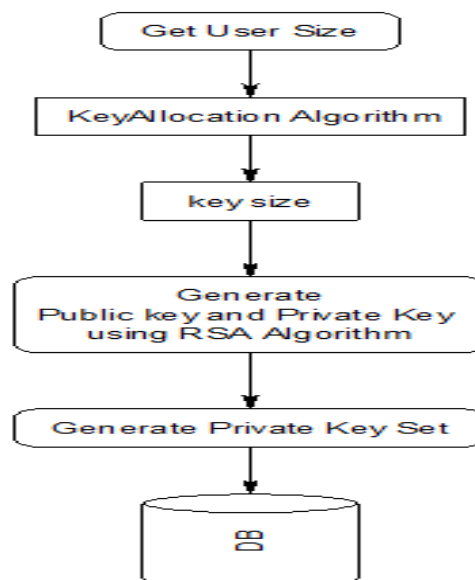 Get User Size
KeyAllocation Algorithm
key size
Generate
Public key and Private Key
using RSA Algorithm
Generate Private Key Set
DB